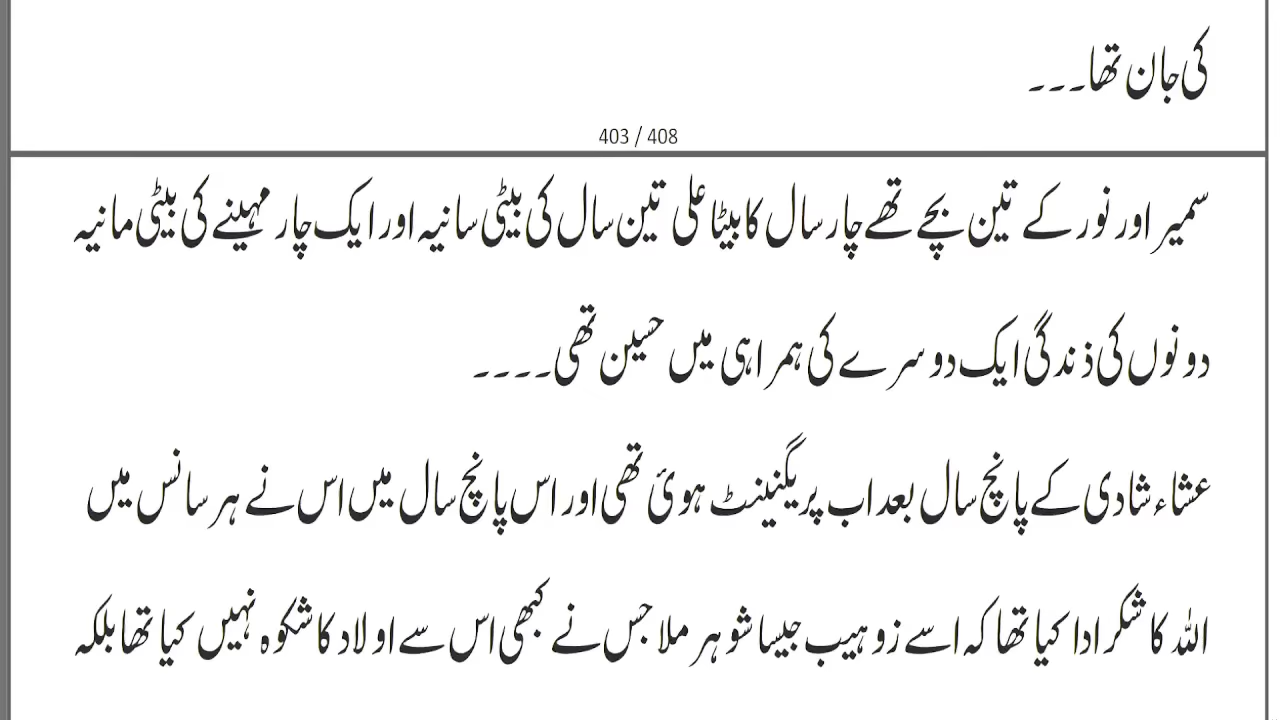 کی جان تھا۔۔۔
403 / 408
سمیر اور نور کے تین بچے تھے چار سال کا بیٹا علی تین سال کی بیٹی سانیہ اور ایک چار مہینے کی بیٹی مانیہ
دونوں کی ذندگی ایک دوسرے کی ہمراہی میں حسین تھی۔۔۔۔
عشاء شادی کے پانچ سال بعد اب پریگنینٹ ہوئ تھی اور اس پانچ سال میں اس نے ہر سانس میں
اللہ کا شکر ادا کیا تھا کہ اسے زوہیب جیسا شوہر ملا جس نے کبھی اس سے اولاد کا شکوہ نہیں کیا تھا بلکہ